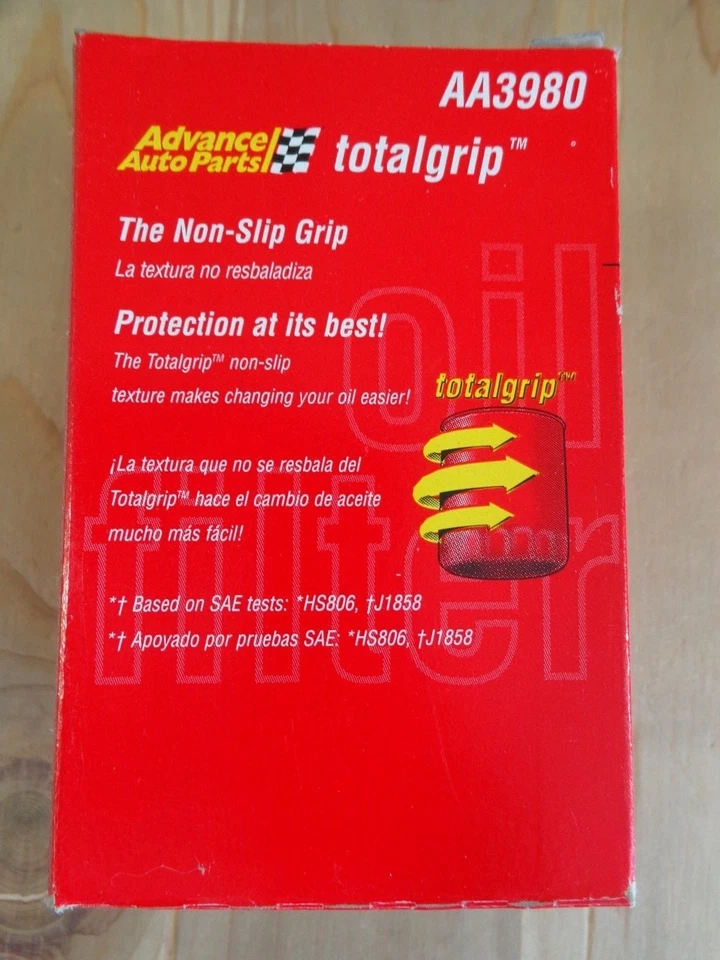 AA3980
Advance
Auto Parts
totalgrip™
The Non-Slip Grip
La textura no resbaladiza
Protection at its best!
The Totalgrip™ non-slip
texture makes changing your oil easier!
totalgrip™
¡La textura que no se resbala del
Totalgrip™ hace el cambio de aceite
mucho más fácil!
*† Based on SAE tests: *HS806, †J1858
*† Apoyado por pruebas SAE: *HS806, †J1858
oil
filter